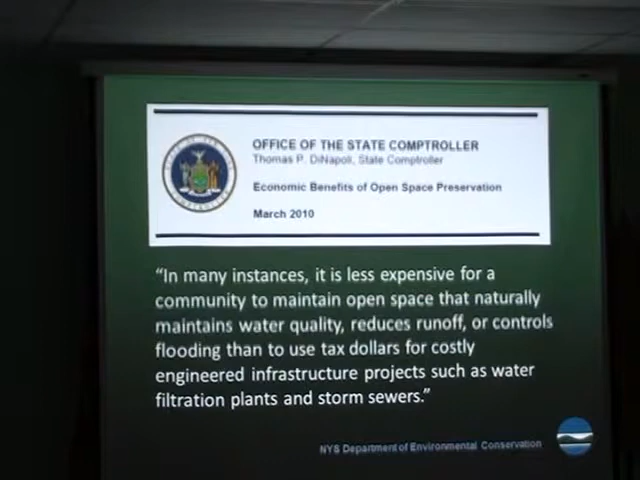 OFFICE OF THE STATE COMPTROLLER
Thomas P. DiNapoli, State Comptroller
Economic Benefits of Open Space Preservation
March 2010
“In many instances, it is less expensive for a
community to maintain open space that naturally
maintains water quality, reduces runoff, or controls
flooding than to use tax dollars for costly
engineered infrastructure projects such as water
filtration plants and storm sewers.”
NYS Department of Environmental Conservation